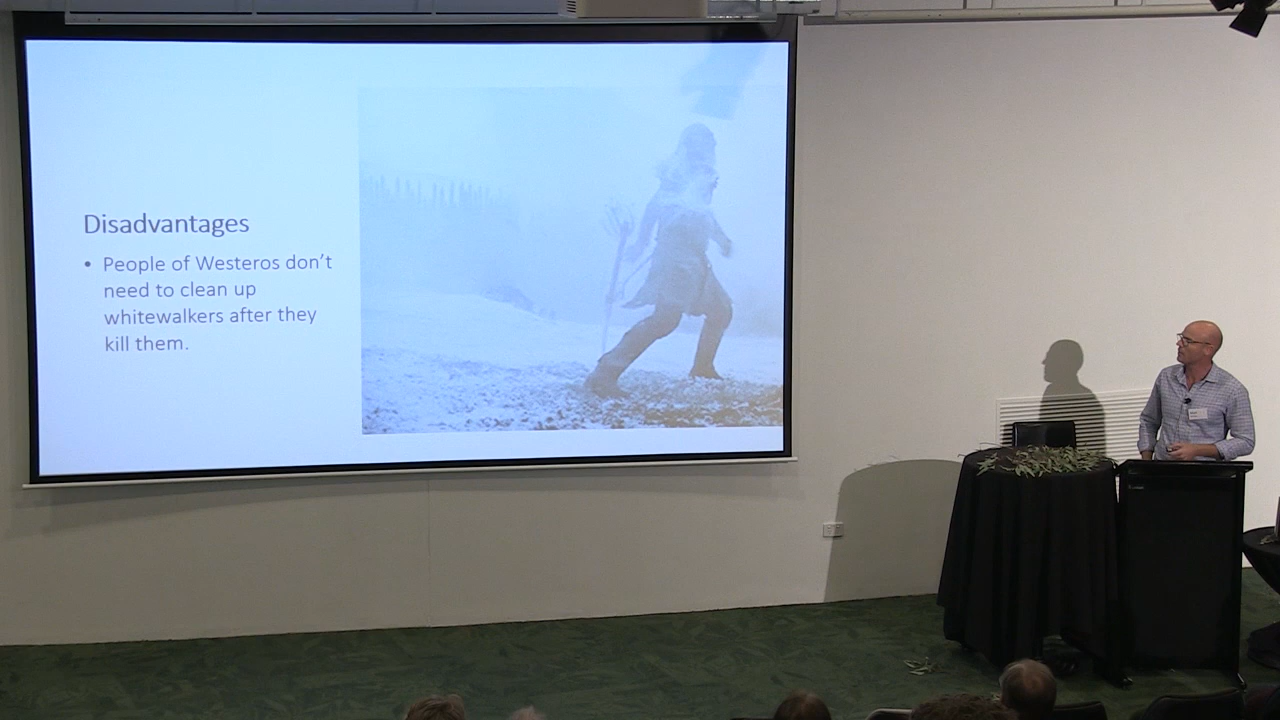 Disadvantages
• People of Westeros don’t
need to clean up
whitewalkers after they
kill them.